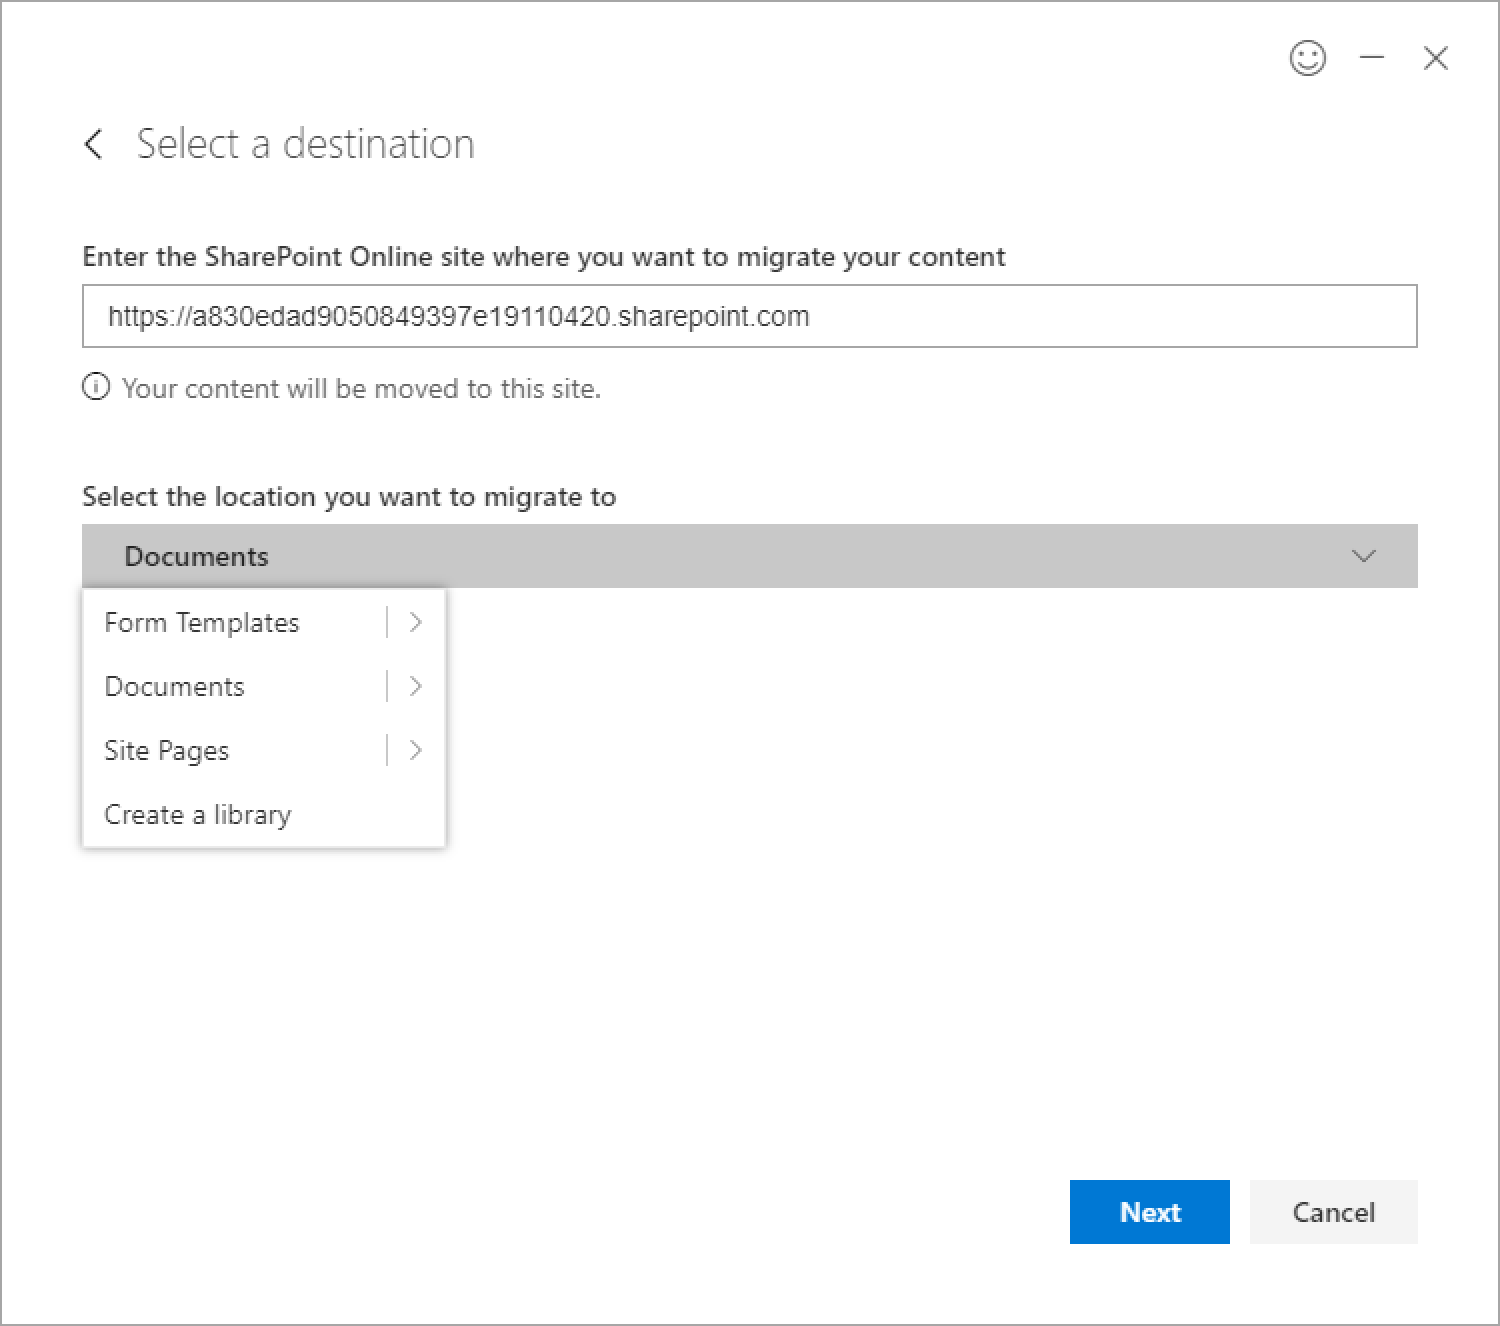 Select a destination
Enter the SharePoint Online site where you want to migrate your content
https://a830edad9050849397e19110420.sharepoint.com
Your content will be moved to this site.
Select the location you want to migrate to
Documents
Form Templates
Documents
Site Pages
Create a library
Next Cancel